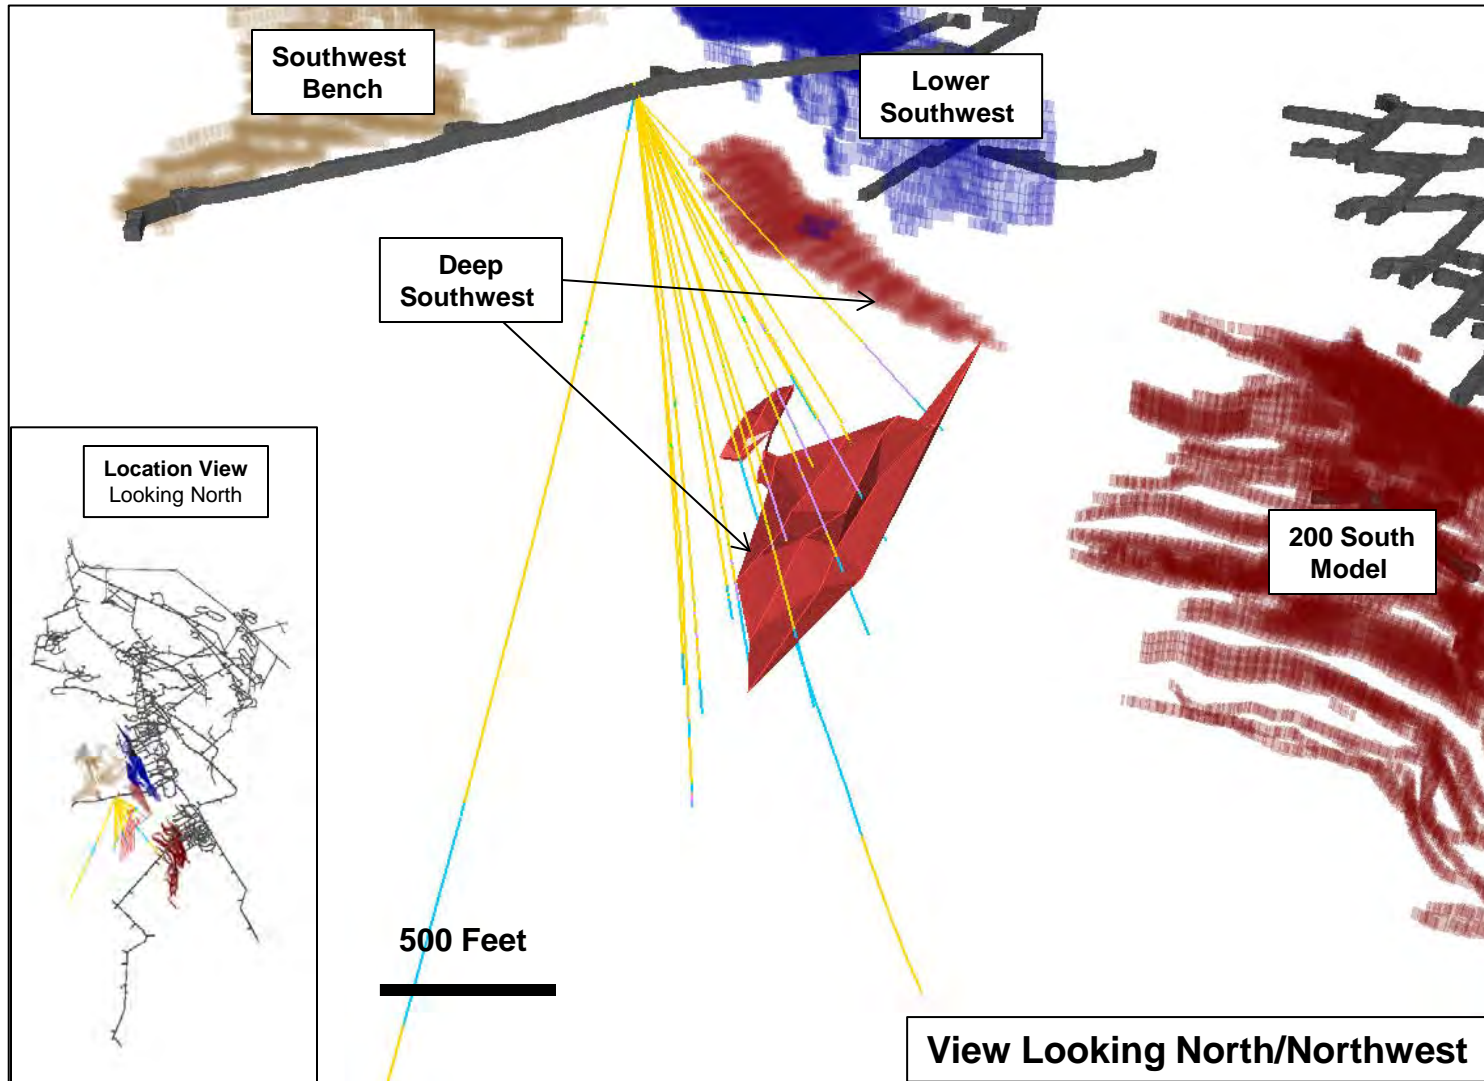 Southwest
Bench
Lower
Southwest
Deep
Southwest
Location View
Looking North
200 South
Model
500 Feet
View Looking North/Northwest